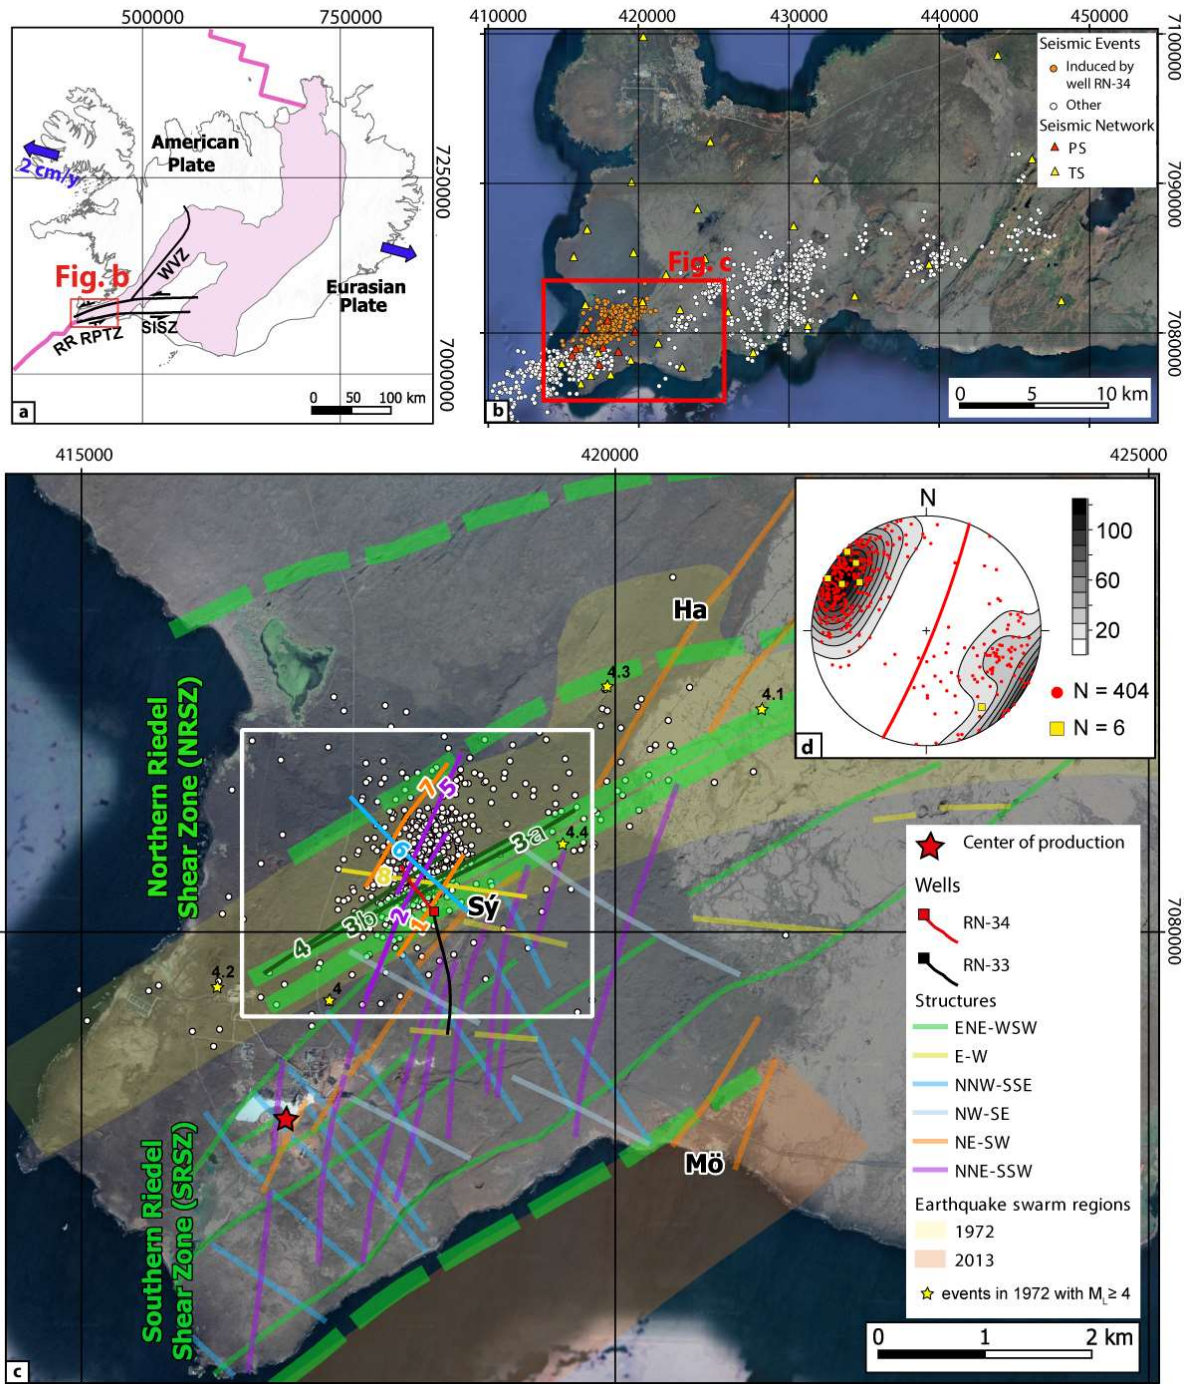 500000
750000
American
Plate
2 cm/y
Fig. b
WVZ
Eurasian
Plate
RR
RPTZ
SISZ
7250000
7000000
0 50 100 km
a
410000
420000
430000
440000
450000
7100000
7090000
7080000
Seismic Events
Induced by
well RN-34
Other
Seismic Network
PS
TS
Fig. c
0 5 10 km
b
415000
420000
425000
7080000
Northern Riedel
Shear Zone (NRSZ)
Southern Riedel
Shear Zone (SRSZ)
Ha
4.3
4.1
7
5
3a
4.4
6
8
Sý
3b
2
1
4
4.2
4
Mö
N
100
60
20
N = 404
N = 6
d
Center of production
Wells
RN-34
RN-33
Structures
ENE-WSW
E-W
NNW-SSE
NW-SE
NE-SW
NNE-SSW
Earthquake swarm regions
1972
2013
events in 1972 with M_L ≥ 4
0 1 2 km
c